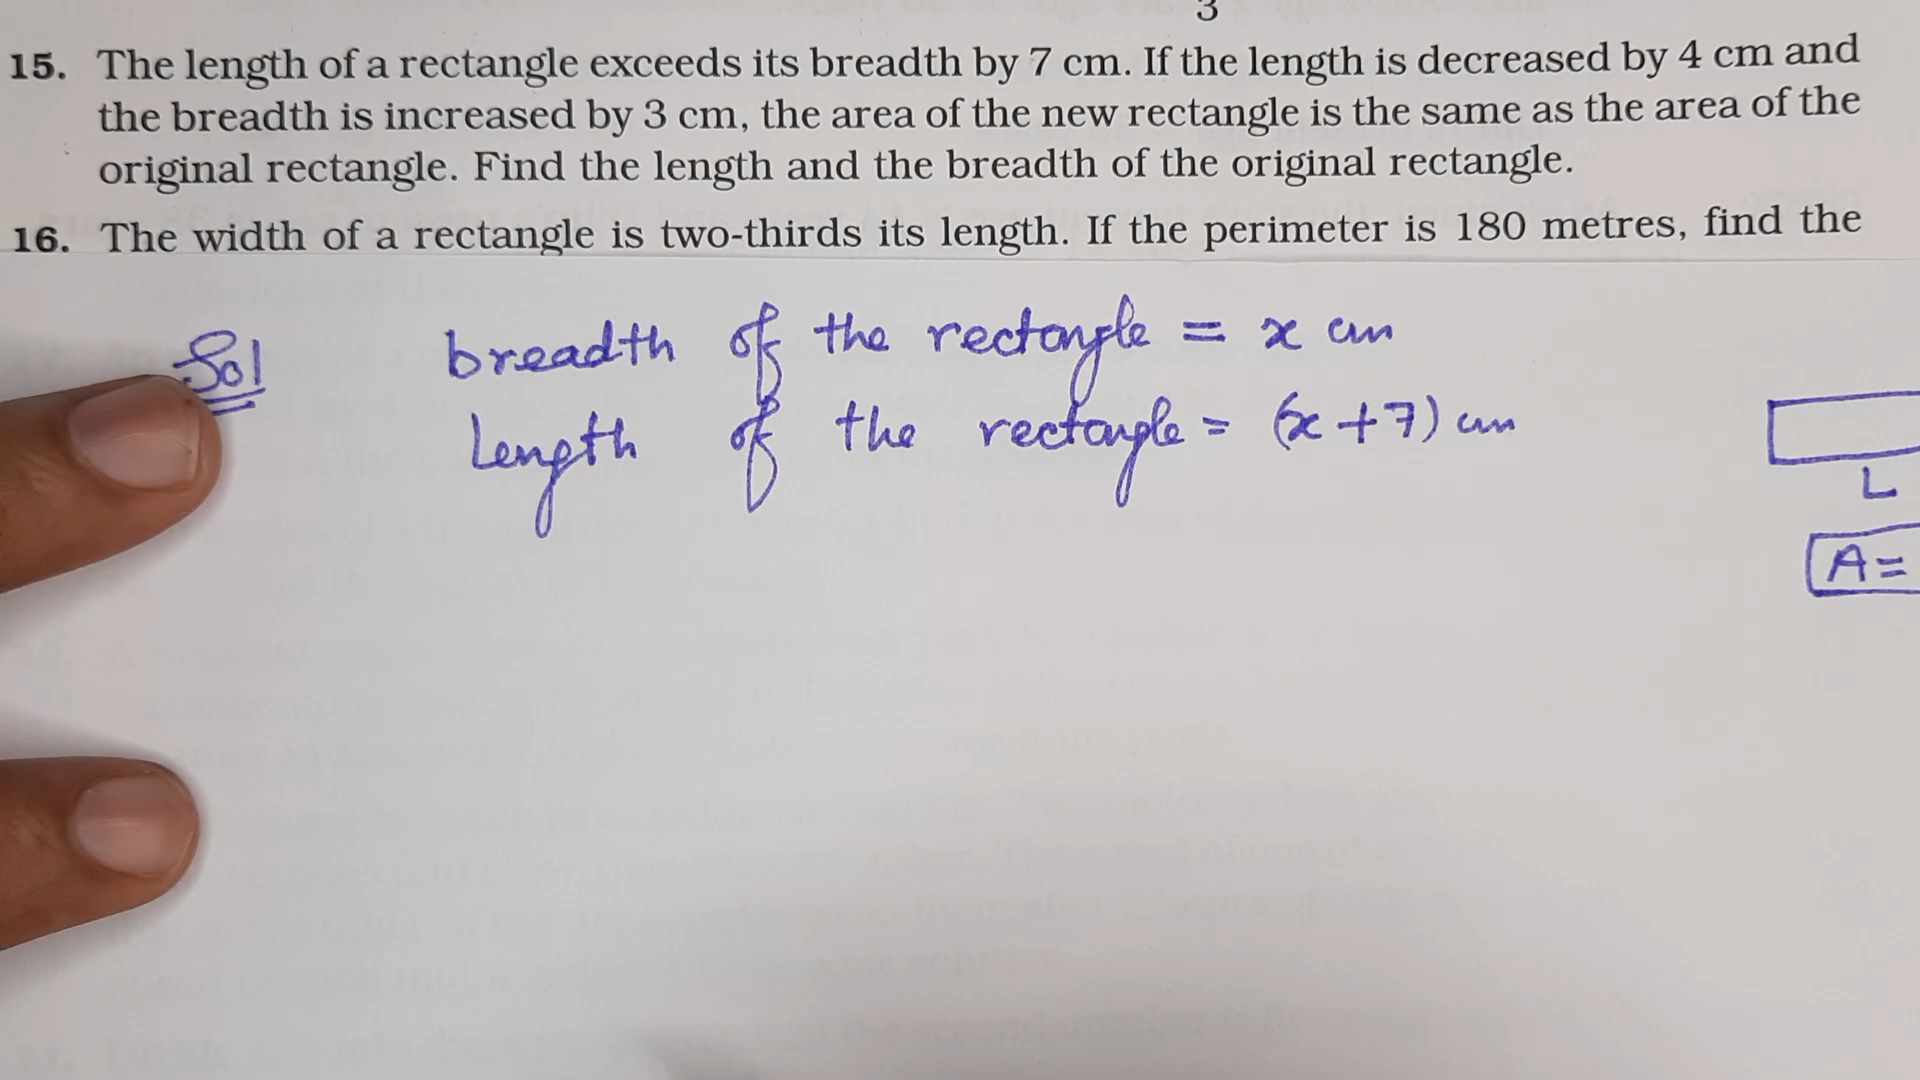 3
15. The length of a rectangle exceeds its breadth by 7 cm. If the length is decreased by 4 cm and
the breadth is increased by 3 cm, the area of the new rectangle is the same as the area of the
original rectangle. Find the length and the breadth of the original rectangle.
16. The width of a rectangle is two-thirds its length. If the perimeter is 180 metres, find the
Sol breadth of the rectangle = x cm
Length of the rectangle = (x + 7) cm
L
A =